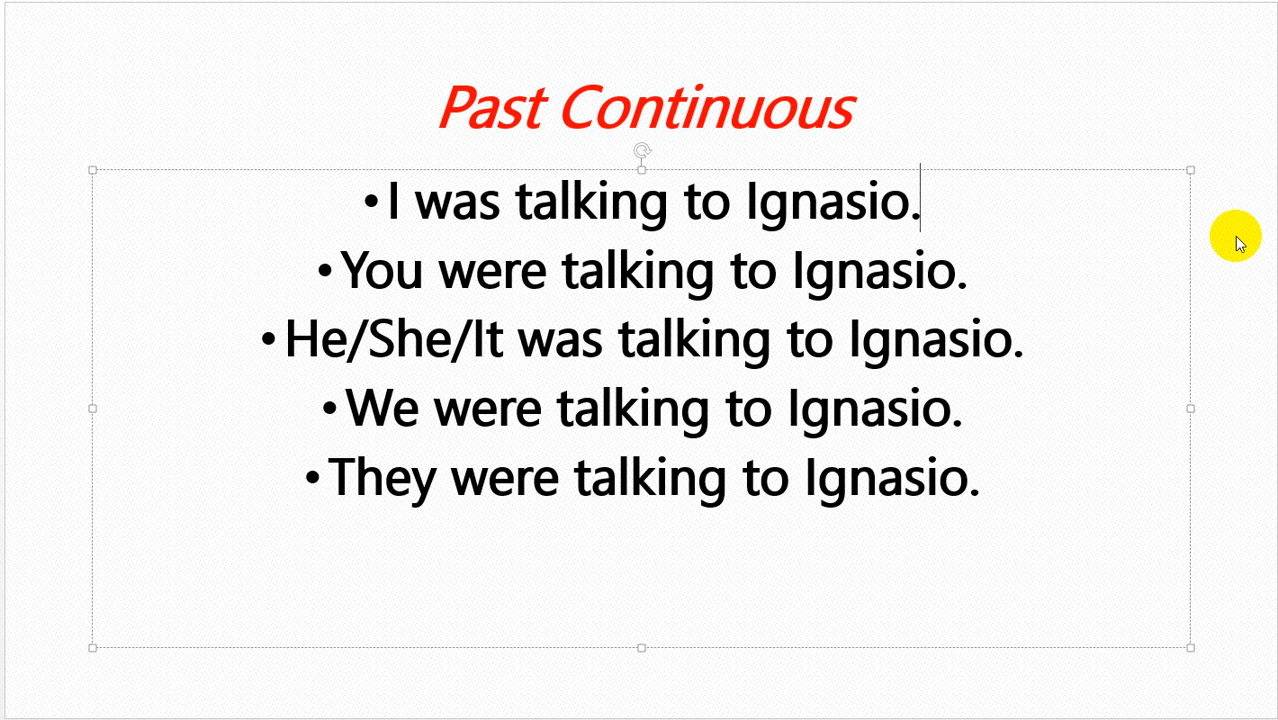 Past Continuous
•I was talking to Ignasio.
•You were talking to Ignasio.
•He/She/It was talking to Ignasio.
•We were talking to Ignasio.
•They were talking to Ignasio.